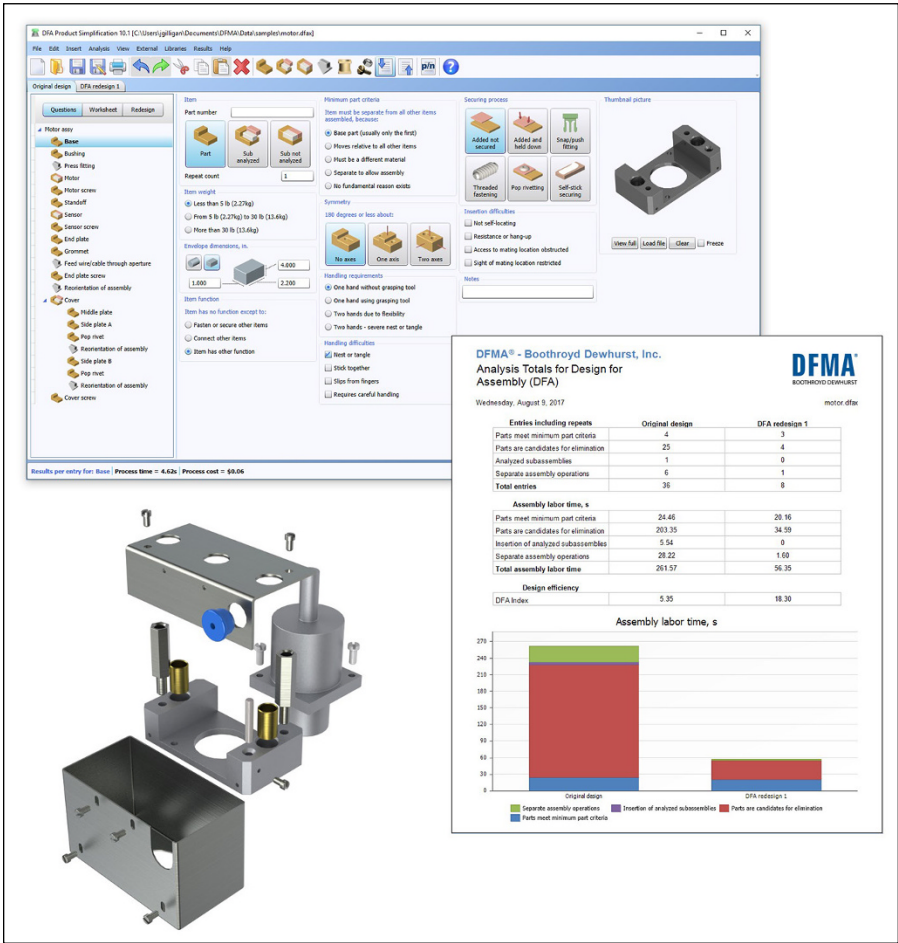 DFA Product Simplification 10.1 [C:\Users\jgilligan\Documents\DFMA\Data\samples\motor.dfax]
File Edit Insert Analysis View External Libraries Results Help
p/n
Original design DFA redesign 1
Questions Worksheet Redesign
Motor assy
Base
Bushing
Press fitting
Motor
Motor screw
Standoff
Sensor
Sensor screw
End plate
Grommet
Feed wire/cable through aperture
End plate screw
Reorientation of assembly
Cover
Middle plate
Side plate A
Pop rivet
Reorientation of assembly
Side plate B
Pop rivet
Reorientation of assembly
Cover screw
Item
Part number
Part
Sub analyzed
Sub not analyzed
Repeat count 1
Item weight
Less than 5 lb (2.27kg)
From 5 lb (2.27kg) to 30 lb (13.6kg)
More than 30 lb (13.6kg)
Envelope dimensions, in.
4.000
1.000 2.200
Item function
Item has no function except to:
Fasten or secure other items
Connect other items
Item has other function
Minimum part criteria
Item must be separate from all other items
assembled, because:
Base part (usually only the first)
Moves relative to all other items
Must be a different material
Separate to allow assembly
No fundamental reason exists
Symmetry
180 degrees or less about:
No axes One axis Two axes
Handling requirements
One hand without grasping tool
One hand using grasping tool
Two hands due to flexibility
Two hands - severe nest or tangle
Handling difficulties
Nest or tangle
Stick together
Slips from fingers
Requires careful handling
Securing process
Added not secured
Added and held down
Snap/push fitting
Threaded fastening
Pop rivetting
Self-stick securing
Insertion difficulties
Not self-locating
Resistance or hang-up
Access to mating location obstructed
Sight of mating location restricted
Notes
Thumbnail picture
View full Load file Clear Freeze
Results per entry for: Base Process time = 4.62s Process cost = $0.06
DFMA® - Boothroyd Dewhurst, Inc.
Analysis Totals for Design for
Assembly (DFA)
DFMA®
BOOTHROYD DEWHURST
Wednesday, August 9, 2017 motor.dfax
Entries including repeats Original design DFA redesign 1
Parts meet minimum part criteria 4 3
Parts are candidates for elimination 25 4
Analyzed subassemblies 1 0
Separate assembly operations 6 1
Total entries 36 8
Assembly labor time, s
Parts meet minimum part criteria 24.46 20.16
Parts are candidates for elimination 203.35 34.59
Insertion of analyzed subassemblies 5.54 0
Separate assembly operations 28.22 1.60
Total assembly labor time 261.57 56.35
Design efficiency
DFA Index 5.35 18.30
Assembly labor time, s
270
240
210
180
150
120
90
60
30
0
Original design DFA redesign 1
Separate assembly operations Insertion of analyzed subassemblies Parts are candidates for elimination
Parts meet minimum part criteria